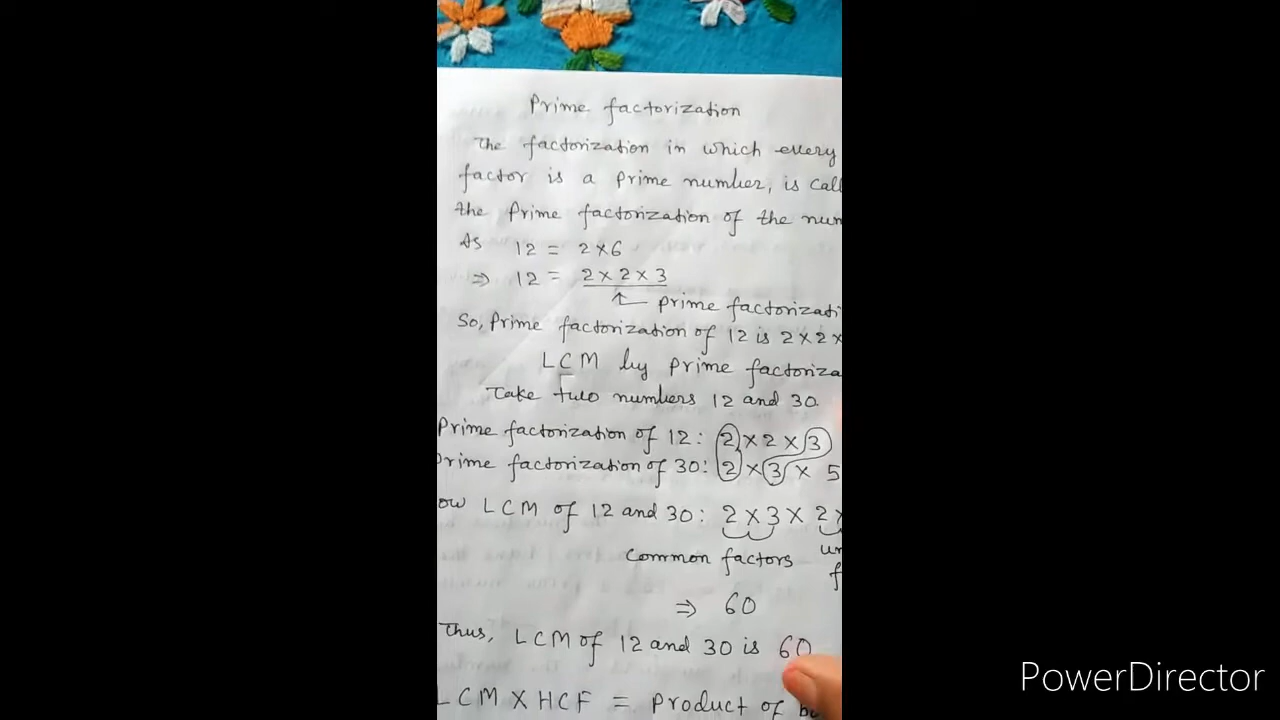 Prime factorization
The factorization in which every
factor is a prime number, is call
the Prime factorization of the num
As 12 = 2×6
⇒ 12 = 2×2×3
↑ prime factorizati
So, Prime factorization of 12 is 2×2×
LCM by prime factoriza
Take two numbers 12 and 30.
Prime factorization of 12: 2×2×3
Prime factorization of 30: 2×3×5
ow LCM of 12 and 30: 2×3×2×
Common factors un
f
⇒ 60
Thus, LCM of 12 and 30 is 60
LCM X HCF = product of
PowerDirector